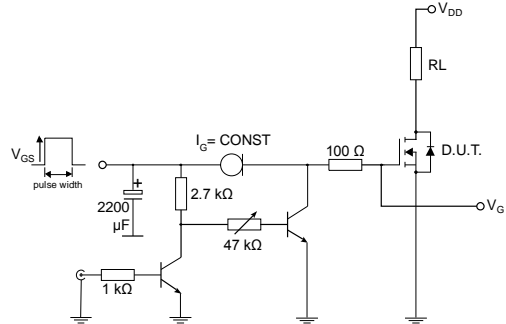 V_DD
RL
I_G = CONST
100 Ω
D.U.T.
V_GS
pulse width
+
2200
μF
2.7 kΩ
47 kΩ
V_G
1 kΩ